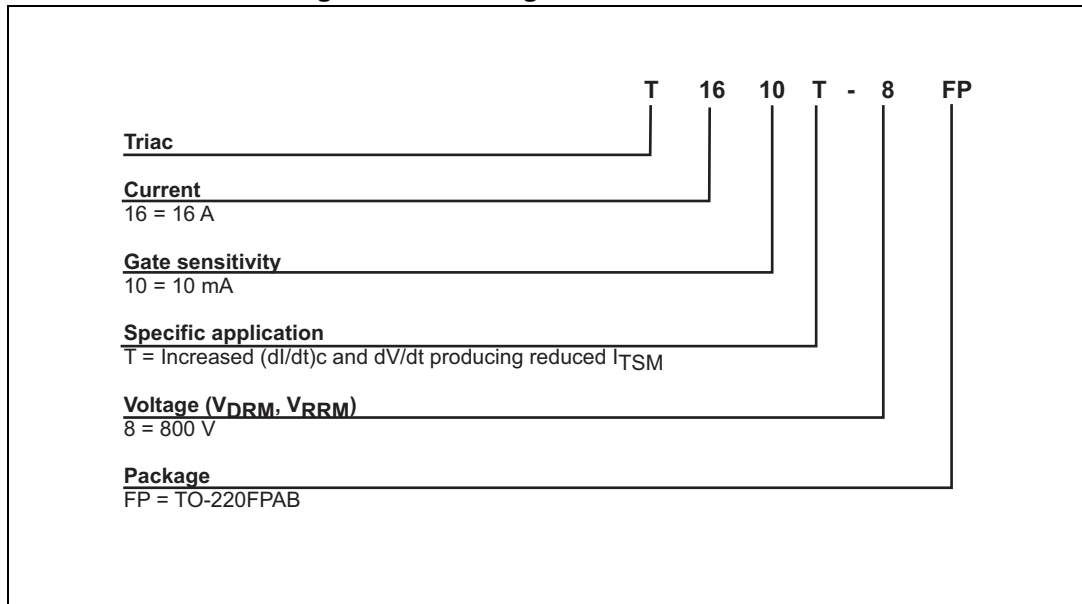 T 16 10 T - 8 FP
Triac
Current
16 = 16 A
Gate sensitivity
10 = 10 mA
Specific application
T = Increased (dI/dt)c and dV/dt producing reduced ITSM
Voltage (VDRM, VRRM)
8 = 800 V
Package
FP = TO-220FPAB